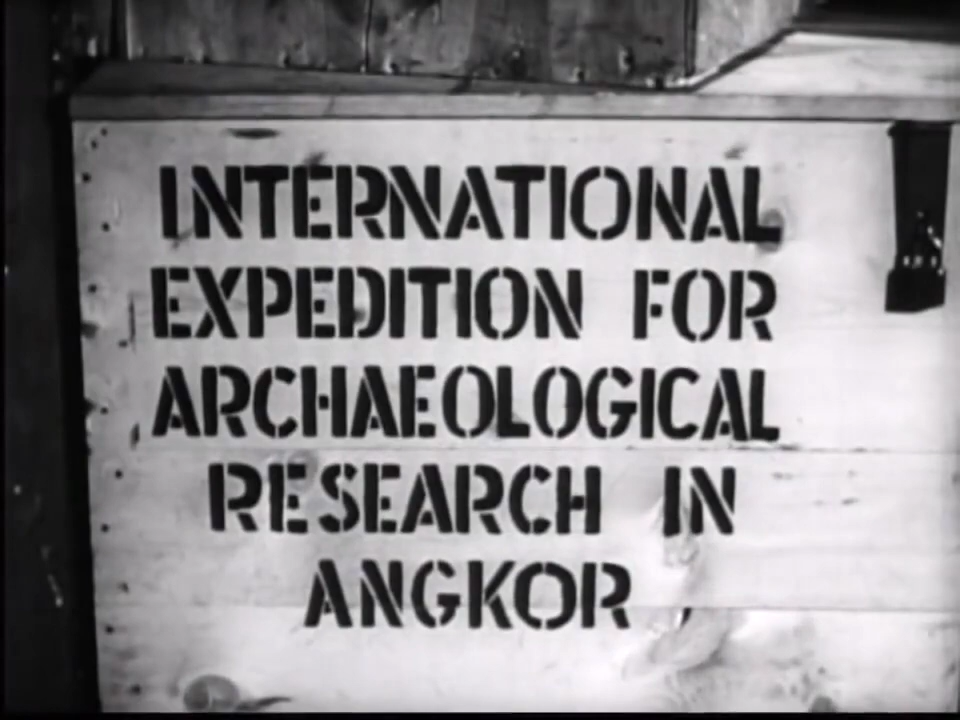 INTERNATIONAL
EXPEDITION FOR
ARCHAEOLOGICAL
RESEARCH IN
ANGKOR